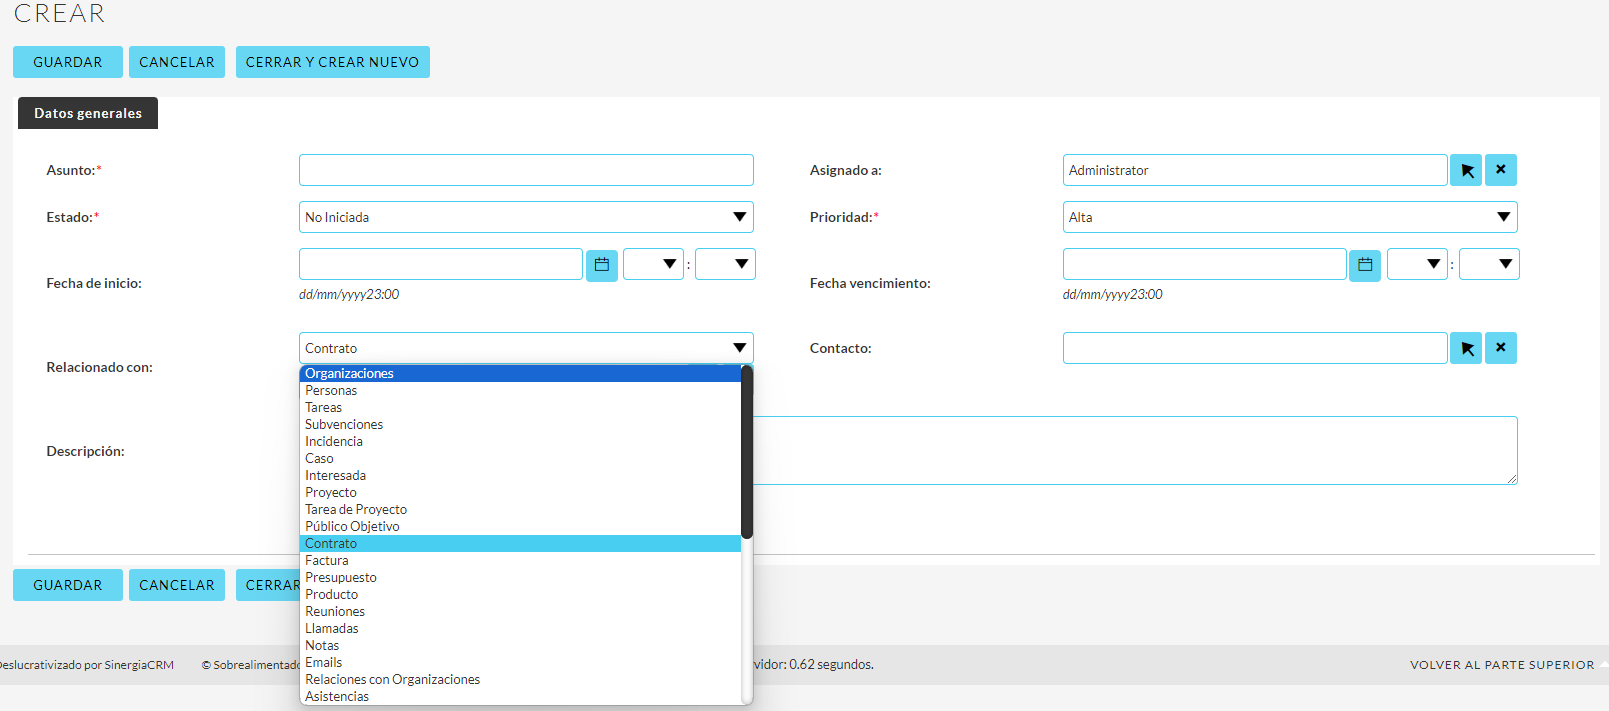 CREAR
GUARDAR CANCELAR CERRAR Y CREAR NUEVO
Datos generales
Asunto:* Asignado a: Administrator
Estado:* No Iniciada Prioridad:* Alta
Fecha de inicio: : Fecha vencimiento: :
dd/mm/yyyy23:00 dd/mm/yyyy23:00
Relacionado con: Contrato Contacto:
Organizaciones
Personas
Tareas
Subvenciones
Incidencia
Caso
Interesada
Proyecto
Tarea de Proyecto
Público Objetivo
Contrato
Factura
Presupuesto
Producto
Reuniones
Llamadas
Notas
Emails
Relaciones con Organizaciones
Asistencias
Descripción:
GUARDAR CANCELAR CERRAR
Deslucrativizado por SinergiaCRM © Sobrealimentado vidor: 0.62 segundos. VOLVER AL PARTE SUPERIOR